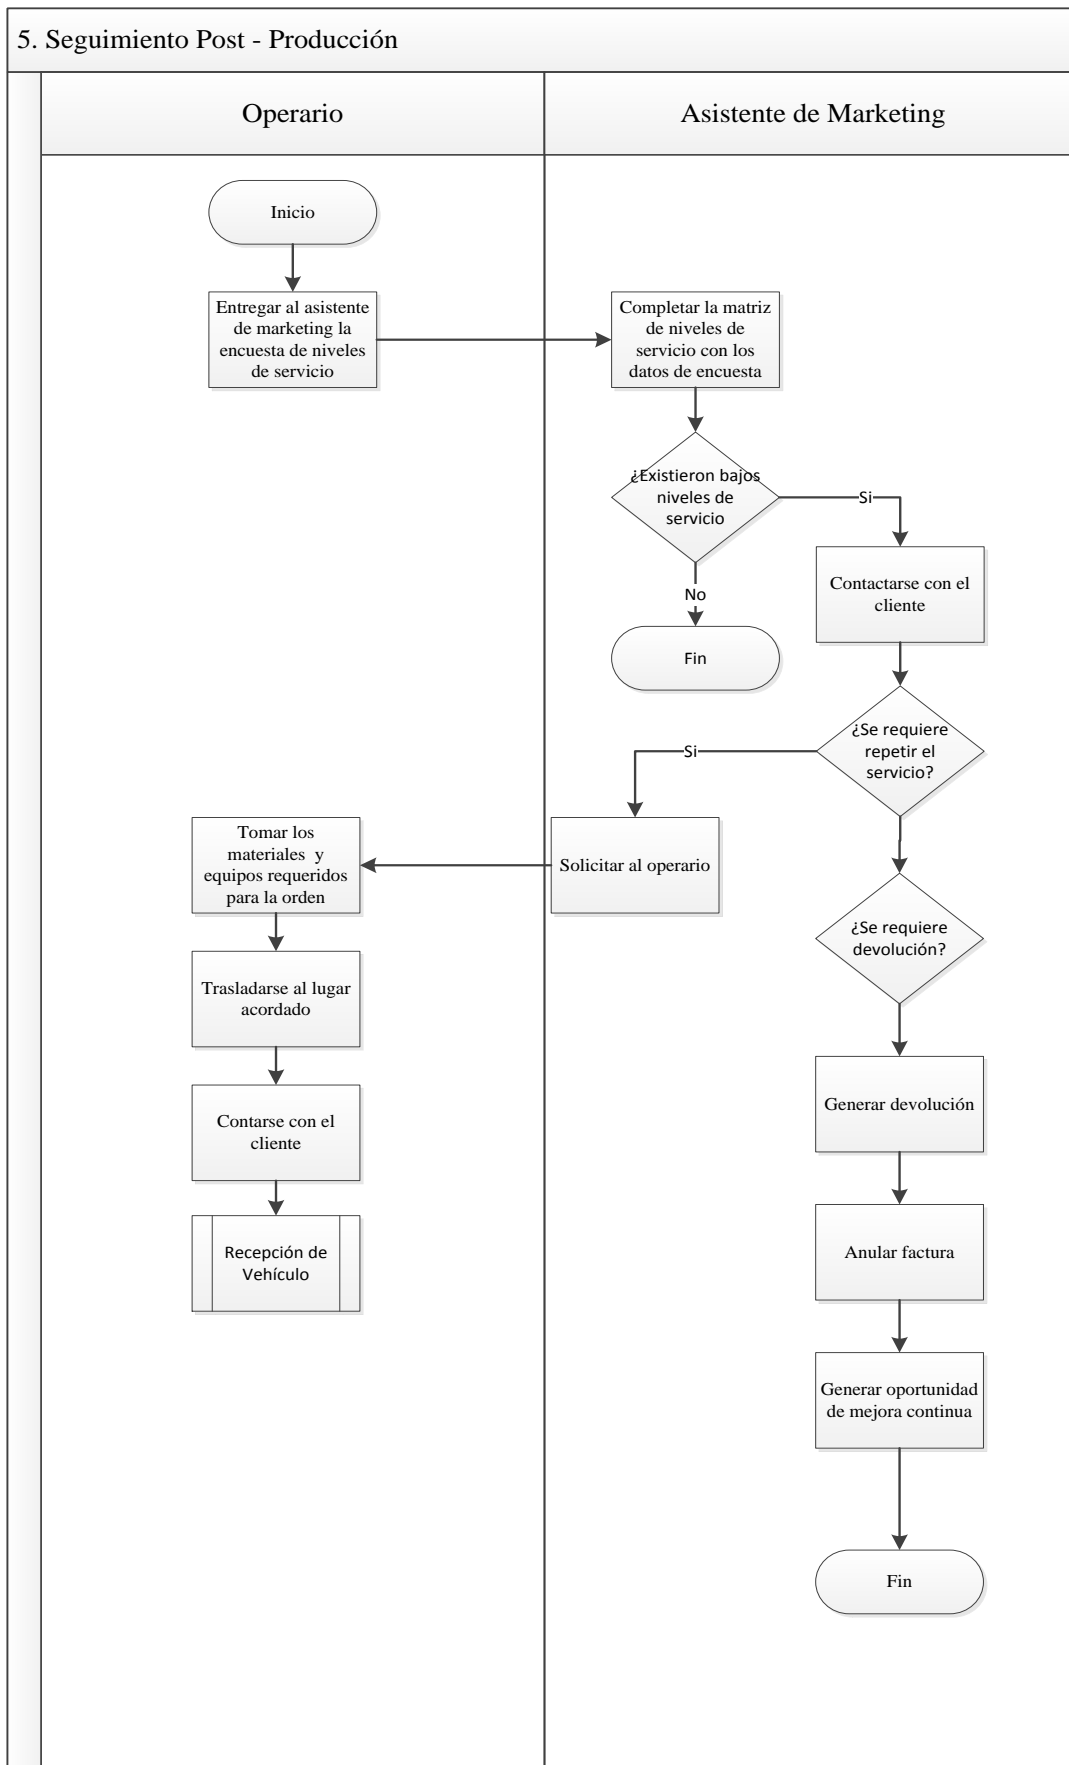 5. Seguimiento Post - Producción
Operario
Asistente de Marketing
Inicio
Entregar al asistente
de marketing la
encuesta de niveles
de servicio
Completar la matriz
de niveles de
servicio con los
datos de encuesta
¿Existieron bajos
niveles de
servicio
Si
No
Fin
Contactarse con el
cliente
¿Se requiere
repetir el
servicio?
Si
Solicitar al operario
Tomar los
materiales y
equipos requeridos
para la orden
Trasladarse al lugar
acordado
Contarse con el
cliente
Recepción de
Vehículo
¿Se requiere
devolución?
Generar devolución
Anular factura
Generar oportunidad
de mejora continua
Fin